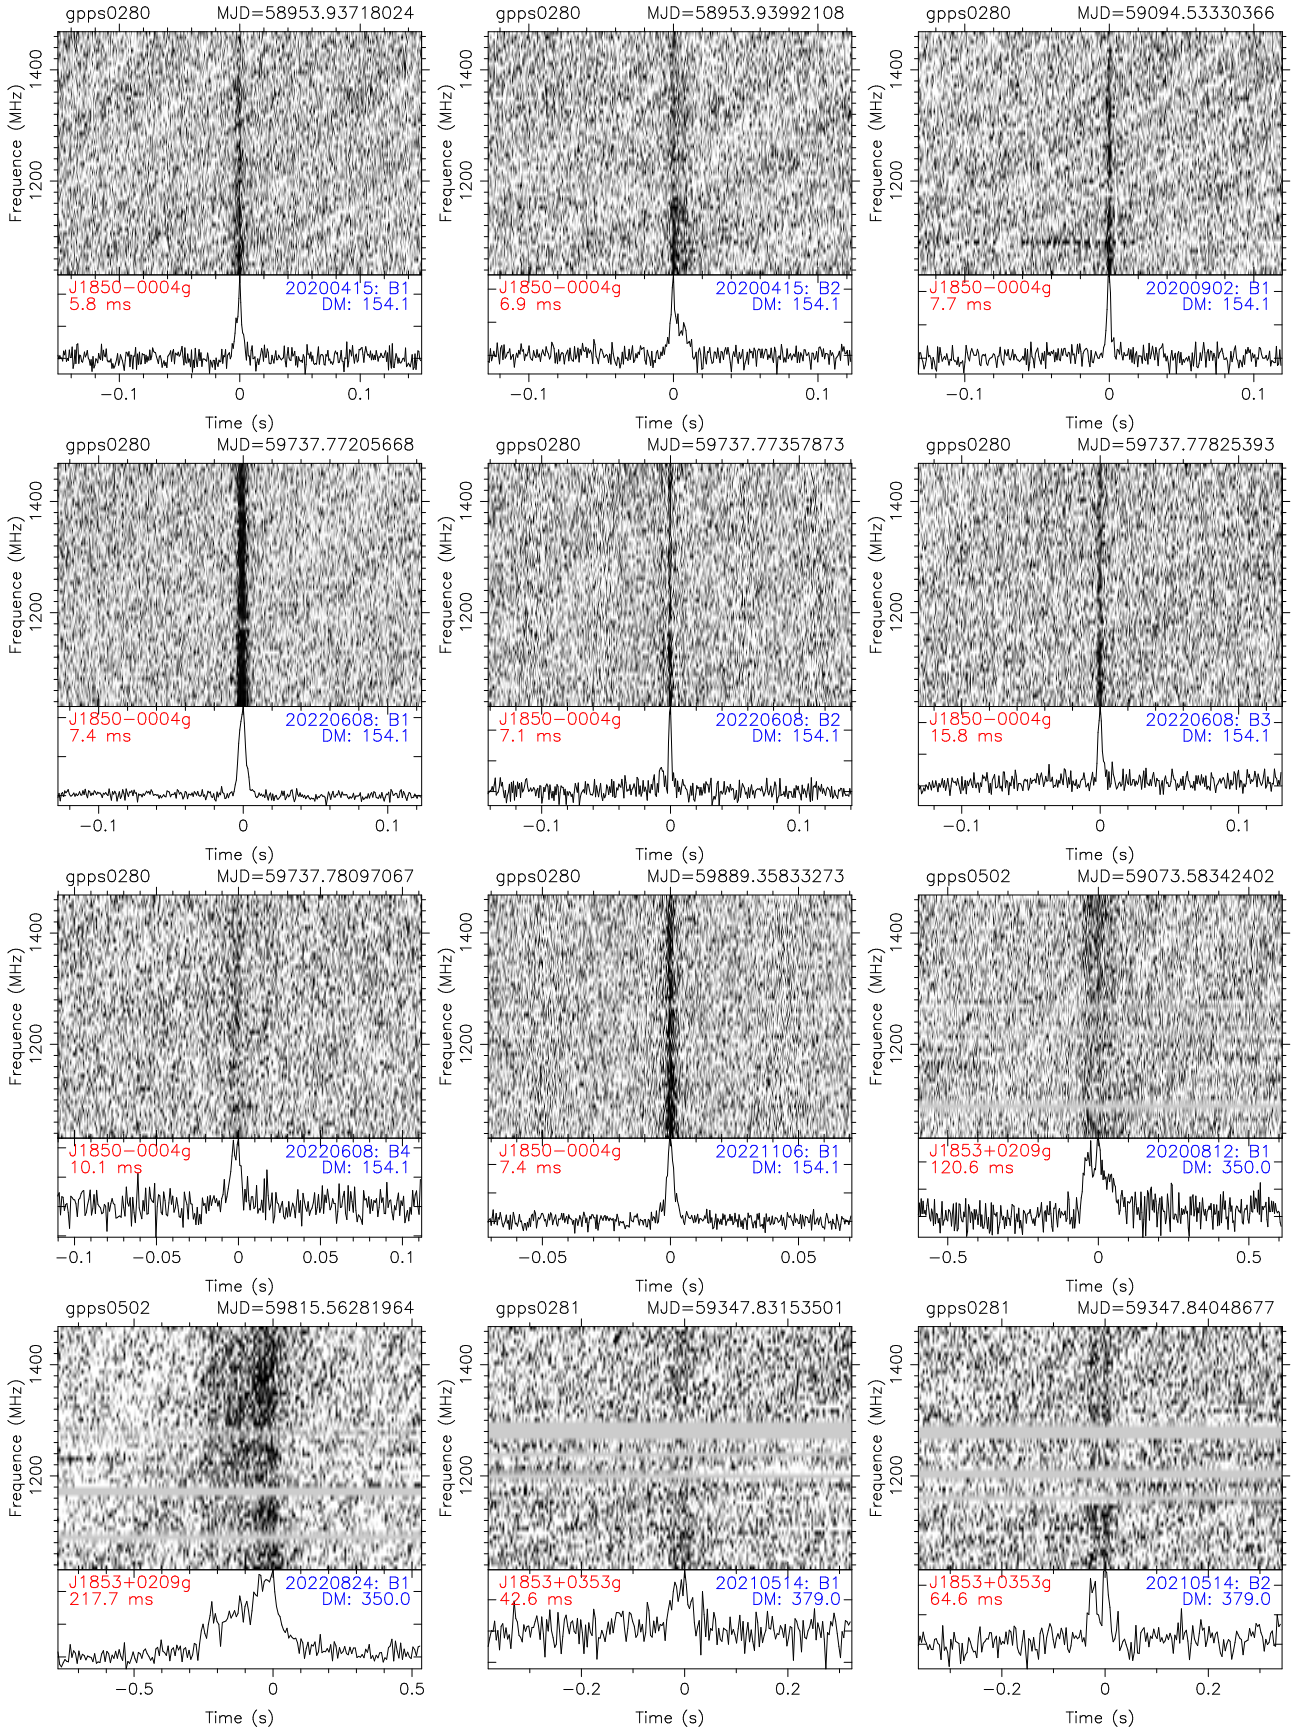 gpps0280 MJD=58953.93718024
Frequence (MHz)
1400
1200
J1850-0004g 20200415: B1
5.8 ms DM: 154.1
-0.1 0 0.1
Time (s)
gpps0280 MJD=58953.93992108
Frequence (MHz)
1400
1200
J1850-0004g 20200415: B2
6.9 ms DM: 154.1
-0.1 0 0.1
Time (s)
gpps0280 MJD=59094.53330366
Frequence (MHz)
1400
1200
J1850-0004g 20200902: B1
7.7 ms DM: 154.1
-0.1 0 0.1
Time (s)
gpps0280 MJD=59737.77205668
Frequence (MHz)
1400
1200
J1850-0004g 20220608: B1
7.4 ms DM: 154.1
-0.1 0 0.1
Time (s)
gpps0280 MJD=59737.77357873
Frequence (MHz)
1400
1200
J1850-0004g 20220608: B2
7.1 ms DM: 154.1
-0.1 0 0.1
Time (s)
gpps0280 MJD=59737.77825393
Frequence (MHz)
1400
1200
J1850-0004g 20220608: B3
15.8 ms DM: 154.1
-0.1 0 0.1
Time (s)
gpps0280 MJD=59737.78097067
Frequence (MHz)
1400
1200
J1850-0004g 20220608: B4
10.1 ms DM: 154.1
-0.1 -0.05 0 0.05 0.1
Time (s)
gpps0280 MJD=59889.35833273
Frequence (MHz)
1400
1200
J1850-0004g 20221106: B1
7.4 ms DM: 154.1
-0.05 0 0.05
Time (s)
gpps0502 MJD=59073.58342402
Frequence (MHz)
1400
1200
J1853+0209g 20200812: B1
120.6 ms DM: 350.0
-0.5 0 0.5
Time (s)
gpps0502 MJD=59815.56281964
Frequence (MHz)
1400
1200
J1853+0209g 20220824: B1
217.7 ms DM: 350.0
-0.5 0 0.5
Time (s)
gpps0281 MJD=59347.83153501
Frequence (MHz)
1400
1200
J1853+0353g 20210514: B1
42.6 ms DM: 379.0
-0.2 0 0.2
Time (s)
gpps0281 MJD=59347.84048677
Frequence (MHz)
1400
1200
J1853+0353g 20210514: B2
64.6 ms DM: 379.0
-0.2 0 0.2
Time (s)